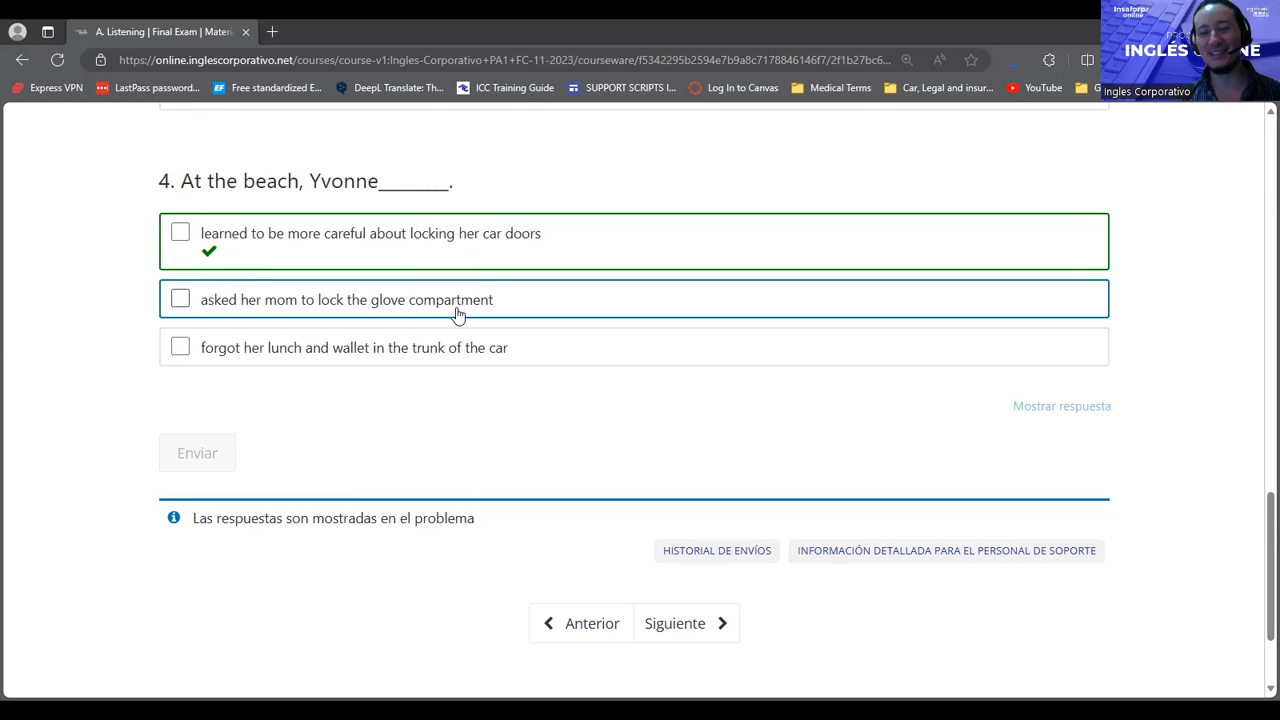 A. Listening | Final Exam | Materi
https://online.inglescorporativo.net/courses/course-v1:Ingles-Corporativo+PA1+FC-11-2023/courseware/f5342295b2594e7b9a8c7178846146f7/2f1b27bc6...
Express VPN
LastPass password...
Free standardized E...
DeepL Translate: Th...
ICC Training Guide
SUPPORT SCRIPTS I...
Log In to Canvas
Medical Terms
Car, Legal and insur...
YouTube
Insaforp
online
INGLÉS ONLINE
Ingles Corporativo
4. At the beach, Yvonne________.
learned to be more careful about locking her car doors
asked her mom to lock the glove compartment
forgot her lunch and wallet in the trunk of the car
Mostrar respuesta
Enviar
Las respuestas son mostradas en el problema
HISTORIAL DE ENVÍOS
INFORMACIÓN DETALLADA PARA EL PERSONAL DE SOPORTE
Anterior
Siguiente